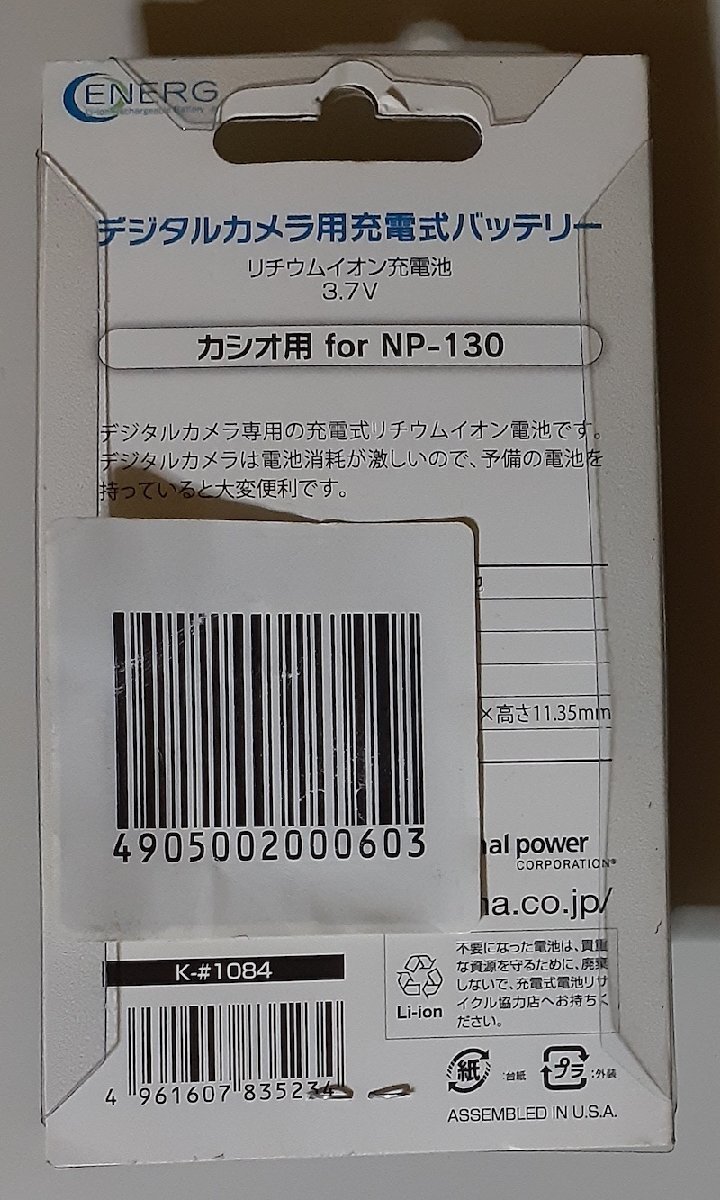 ENERG
Li-ion Rechargeable Battery
デジタルカメラ用充電式バッテリー
リチウムイオン充電池
3.7V
カシオ用 for NP-130
デジタルカメラ専用の充電式リチウムイオン電池です。
デジタルカメラは電池消耗が激しいので、予備の電池を
持っていると大変便利です。
×高さ11.35mm
4905002000603
nal power
CORPORATION®
na.co.jp/
K-#1084
4 961607 835234
Li-ion
不要になった電池は、貴重
な資源を守るために、廃棄
しないで、充電式電池リサ
イクル協力店へお持ちく
ださい。
紙 :台紙 プラ :外装
ASSEMBLED IN U.S.A.